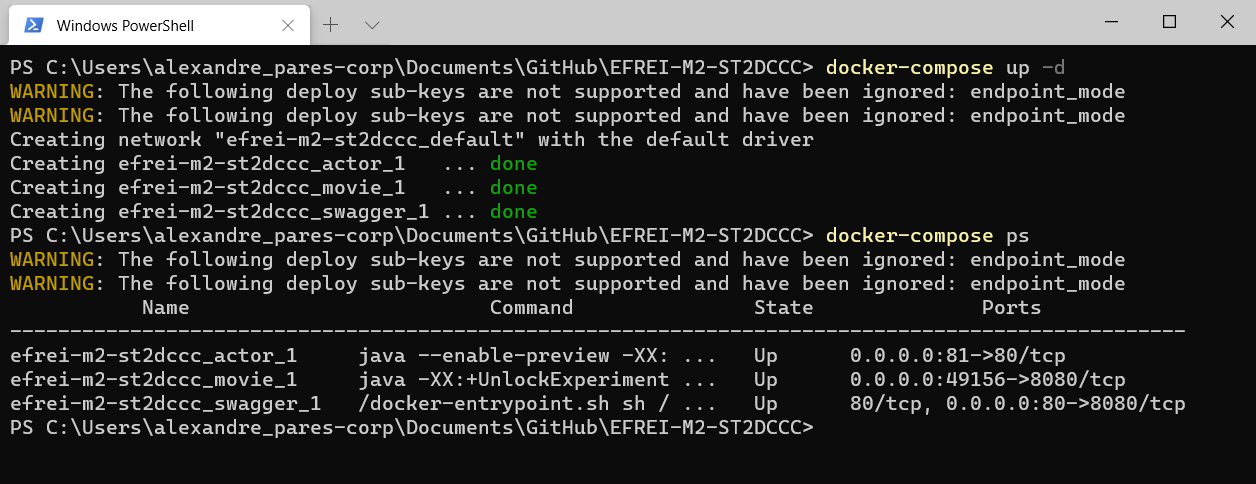 Windows PowerShell
PS C:\Users\alexandre_pares-corp\Documents\GitHub\EFREI-M2-ST2DCCC> docker-compose up -d
WARNING: The following deploy sub-keys are not supported and have been ignored: endpoint_mode
WARNING: The following deploy sub-keys are not supported and have been ignored: endpoint_mode
Creating network "efrei-m2-st2dccc_default" with the default driver
Creating efrei-m2-st2dccc_actor_1   ... done
Creating efrei-m2-st2dccc_movie_1   ... done
Creating efrei-m2-st2dccc_swagger_1 ... done
PS C:\Users\alexandre_pares-corp\Documents\GitHub\EFREI-M2-ST2DCCC> docker-compose ps
WARNING: The following deploy sub-keys are not supported and have been ignored: endpoint_mode
WARNING: The following deploy sub-keys are not supported and have been ignored: endpoint_mode
           Name                         Command               State              Ports
--------------------------------------------------------------------------------------------------
efrei-m2-st2dccc_actor_1     java --enable-preview -XX: ...   Up      0.0.0.0:81->80/tcp
efrei-m2-st2dccc_movie_1     java -XX:+UnlockExperiment ...   Up      0.0.0.0:49156->8080/tcp
efrei-m2-st2dccc_swagger_1   /docker-entrypoint.sh sh / ...   Up      80/tcp, 0.0.0.0:80->8080/tcp
PS C:\Users\alexandre_pares-corp\Documents\GitHub\EFREI-M2-ST2DCCC>